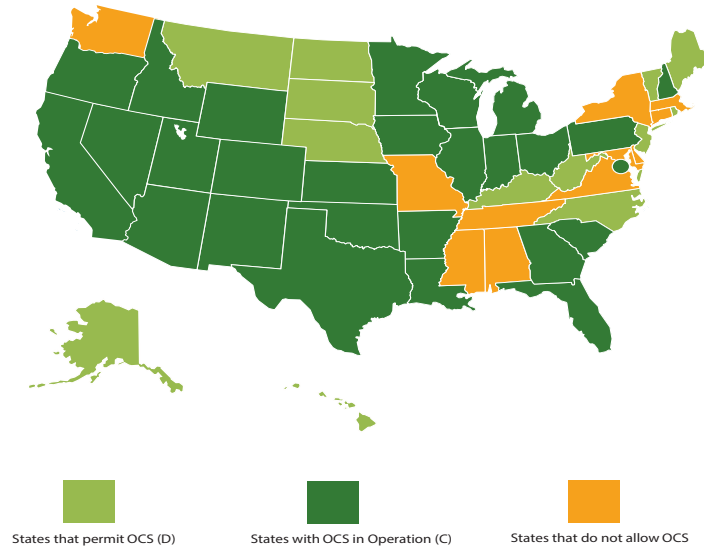 States that permit OCS (D)
States with OCS in Operation (C)
States that do not allow OCS